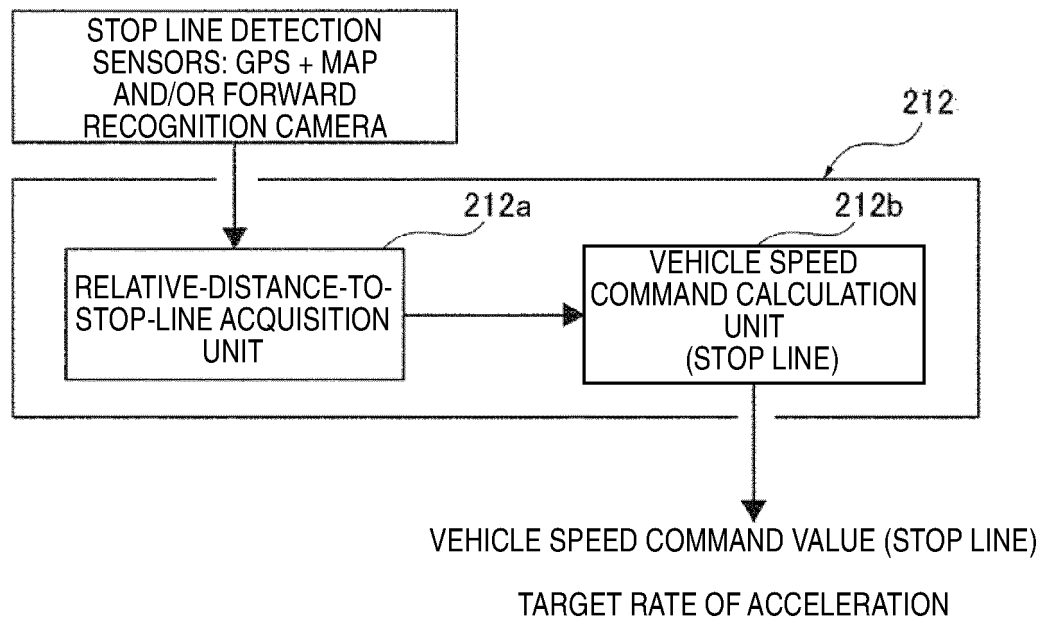 STOP LINE DETECTION
SENSORS: GPS + MAP
AND/OR FORWARD
RECOGNITION CAMERA
212
212a
212b
RELATIVE-DISTANCE-TO-
STOP-LINE ACQUISITION
UNIT
VEHICLE SPEED
COMMAND CALCULATION
UNIT
(STOP LINE)
VEHICLE SPEED COMMAND VALUE (STOP LINE)
TARGET RATE OF ACCELERATION